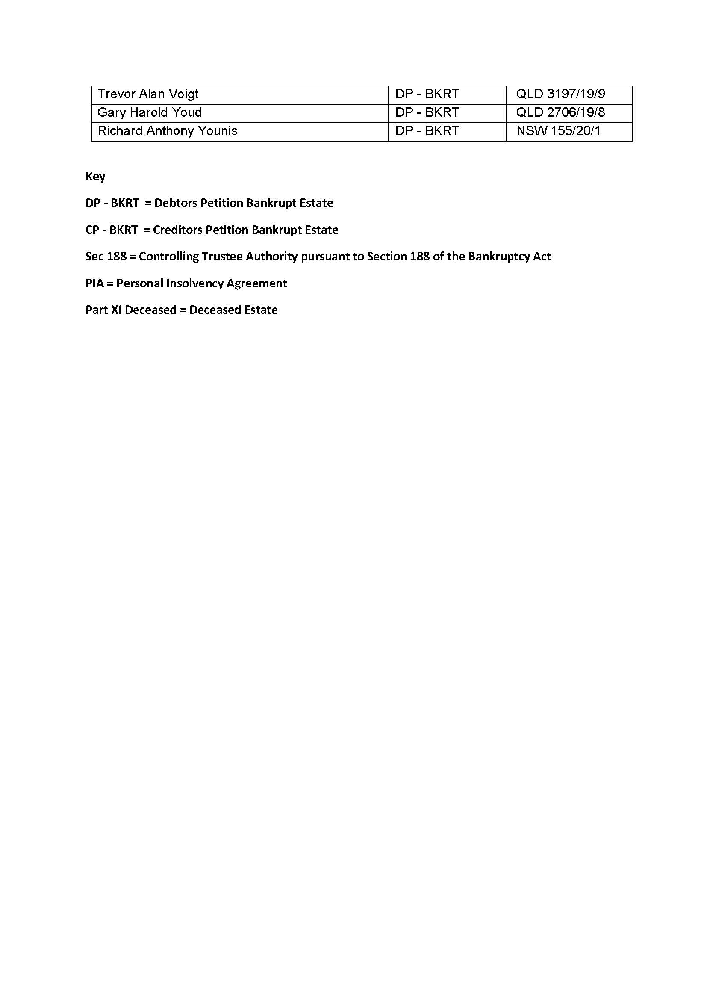 Trevor Alan Voigt DP - BKRT QLD 3197/19/9
Gary Harold Youd DP - BKRT QLD 2706/19/8
Richard Anthony Younis DP - BKRT NSW 155/20/1
Key
DP - BKRT  = Debtors Petition Bankrupt Estate
CP - BKRT  = Creditors Petition Bankrupt Estate
Sec 188 = Controlling Trustee Authority pursuant to Section 188 of the Bankruptcy Act
PIA = Personal Insolvency Agreement
Part XI Deceased = Deceased Estate